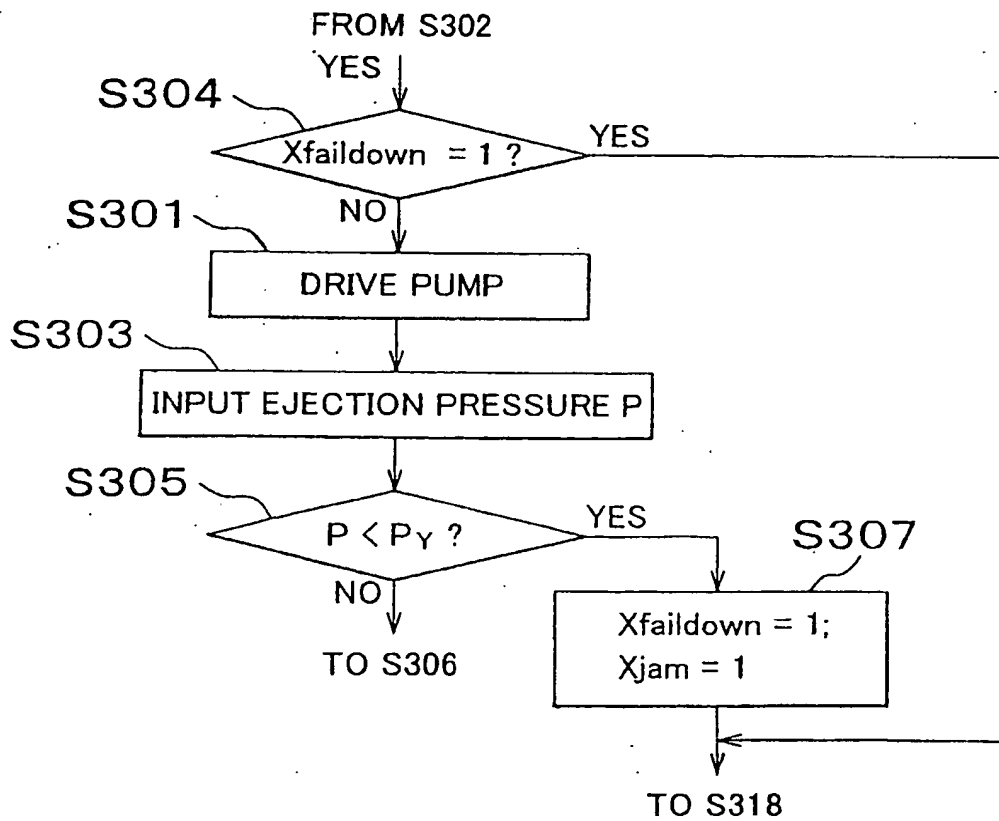 FROM S302
YES
S304
Xfaildown = 1 ?
YES
NO
S301
DRIVE PUMP
S303
INPUT EJECTION PRESSURE P
S305
P < PY ?
YES
NO
S307
Xfaildown = 1;
Xjam = 1
TO S306
TO S318